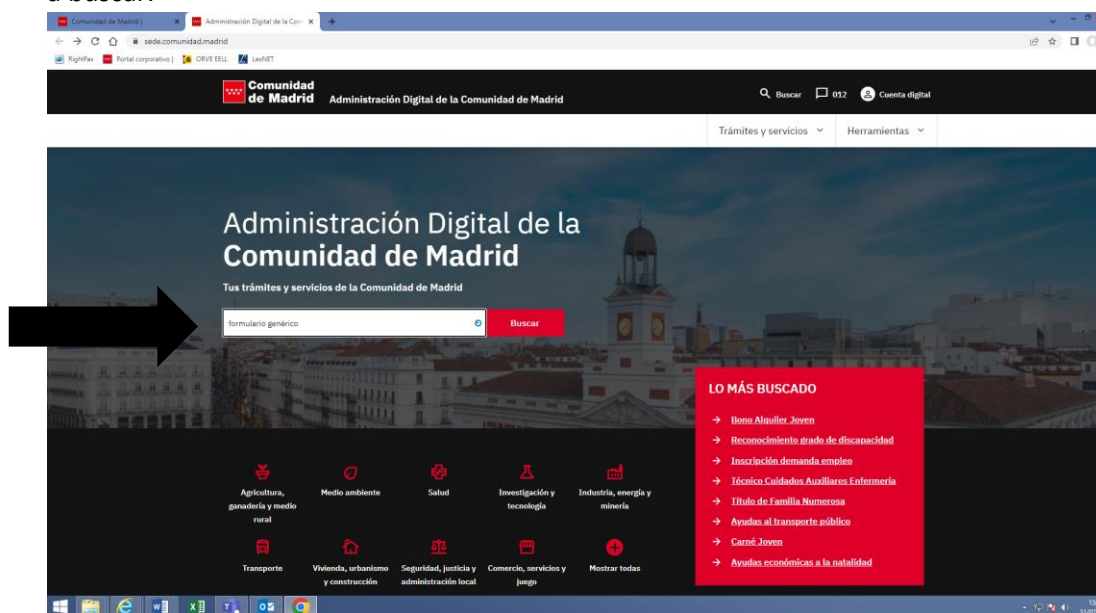 a buscar.
Comunidad de Madrid |
Administración Digital de la Com
sede.comunidad.madrid
RightFax Portal corporativo | ORVE EELL LexNET
Comunidad
de Madrid
Administración Digital de la Comunidad de Madrid
Buscar 012 Cuenta digital
Trámites y servicios Herramientas
Administración Digital de la
Comunidad de Madrid
Tus trámites y servicios de la Comunidad de Madrid
formulario genérico
Buscar
LO MÁS BUSCADO
Bono Alquiler Joven
Reconocimiento grado de discapacidad
Inscripción demanda empleo
Técnico Cuidados Auxiliares Enfermería
Título de Familia Numerosa
Ayudas al transporte público
Carné Joven
Ayudas económicas a la natalidad
Agricultura,
ganadería y medio
rural
Medio ambiente
Salud
Investigación y
tecnología
Industria, energía y
minería
Transporte
Vivienda, urbanismo
y construcción
Seguridad, justicia y
administración local
Comercio, servicios y
juego
Mostrar todas